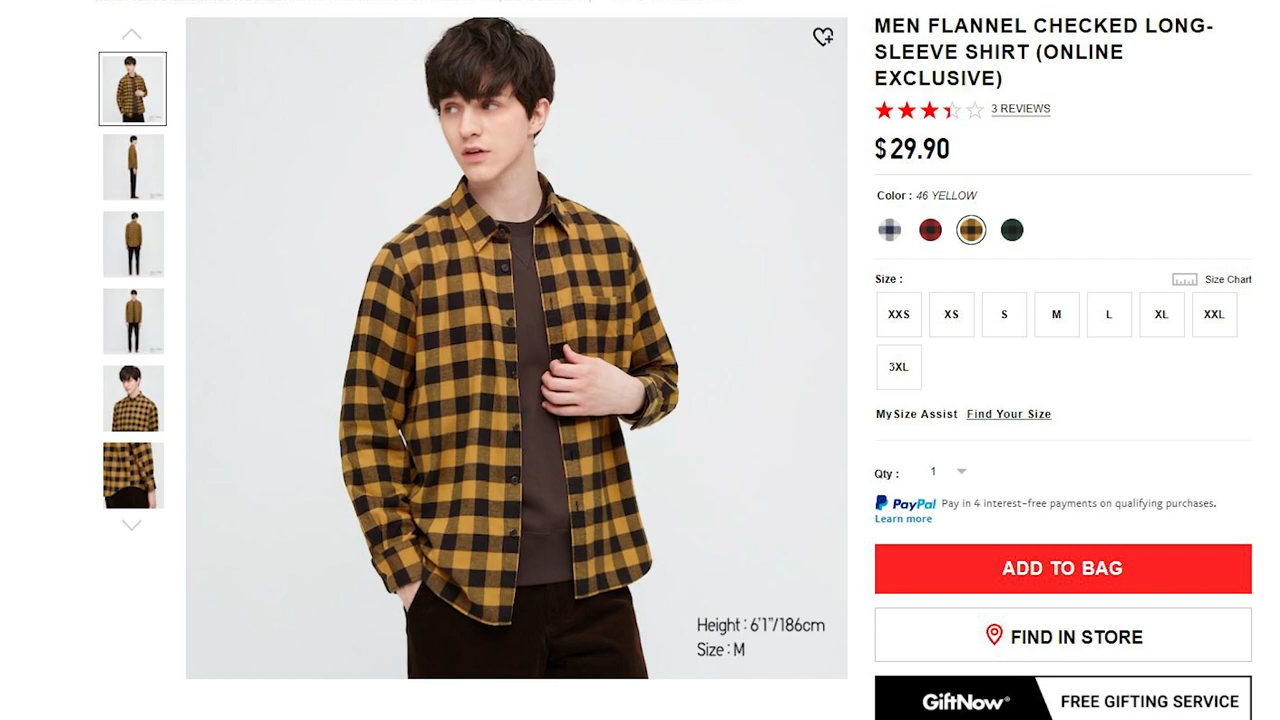 MEN FLANNEL CHECKED LONG-
SLEEVE SHIRT (ONLINE
EXCLUSIVE)
3 REVIEWS
$29.90
Color : 46 YELLOW
Size :
Size Chart
XXS
XS
S
M
L
XL
XXL
3XL
MySize Assist Find Your Size
Qty : 1
PayPal Pay in 4 interest-free payments on qualifying purchases.
Learn more
ADD TO BAG
FIND IN STORE
GiftNow® FREE GIFTING SERVICE
Height : 6'1"/186cm
Size : M